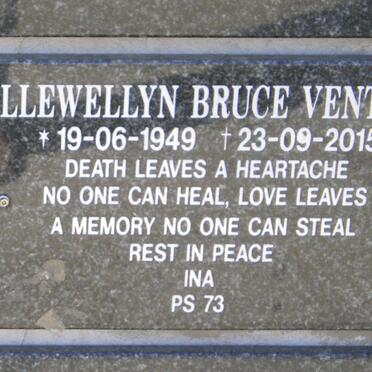 LLEWELLYN BRUCE VENT
* 19-06-1949 † 23-09-2015
DEATH LEAVES A HEARTACHE
NO ONE CAN HEAL, LOVE LEAVES
A MEMORY NO ONE CAN STEAL
REST IN PEACE
INA
PS 73